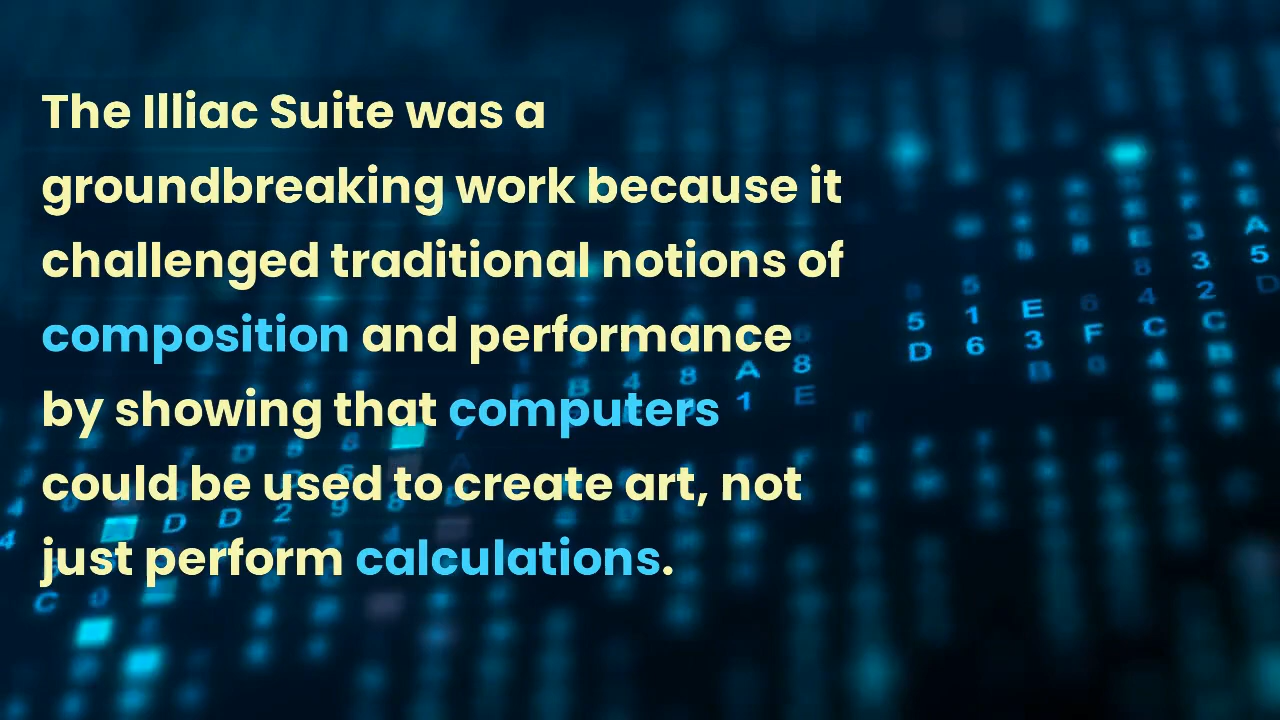 The Illiac Suite was a
groundbreaking work because it
challenged traditional notions of
composition and performance
by showing that computers
could be used to create art, not
just perform calculations.